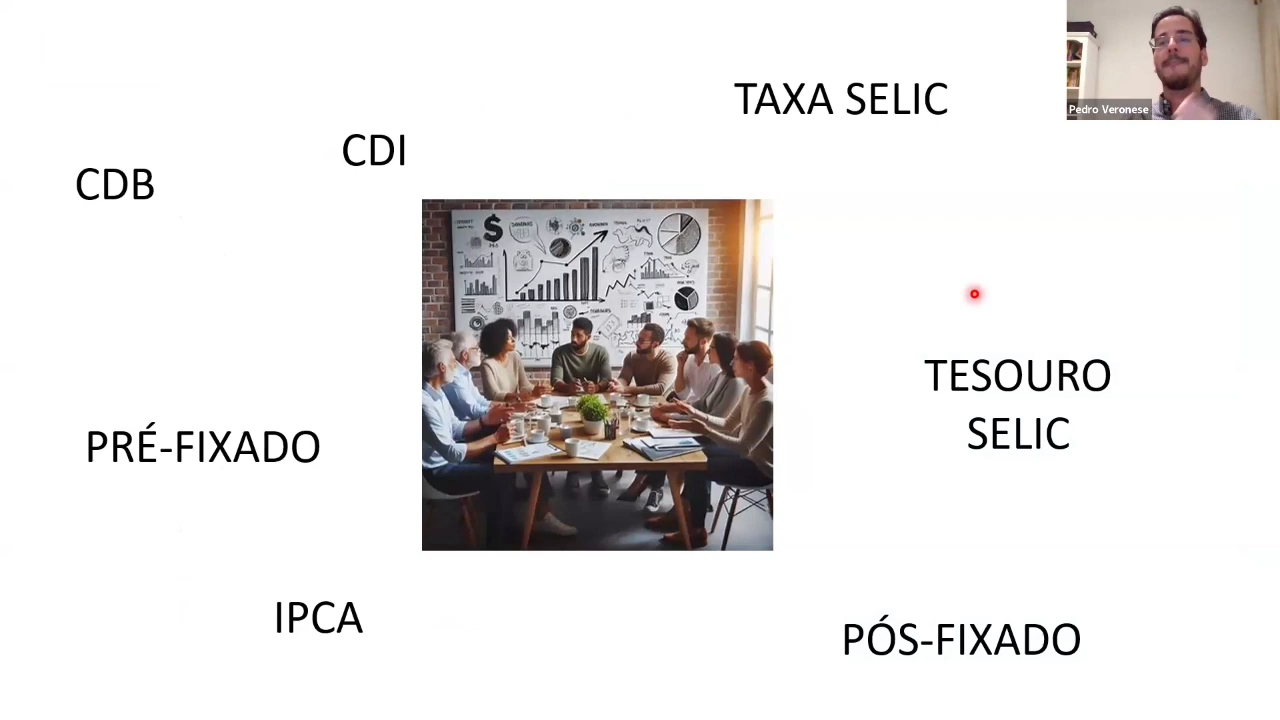 TAXA SELIC
Pedro Veronese
CDI
CDB
$
TESOURO
SELIC
PRÉ-FIXADO
IPCA
PÓS-FIXADO